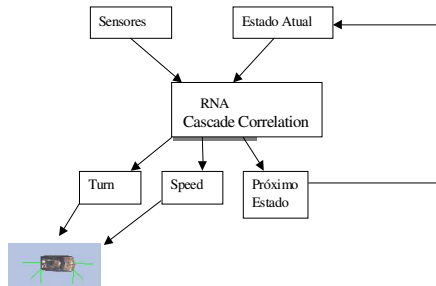 Sensores
Estado Atual
RNA
Cascade Correlation
Turn
Speed
Próximo
Estado